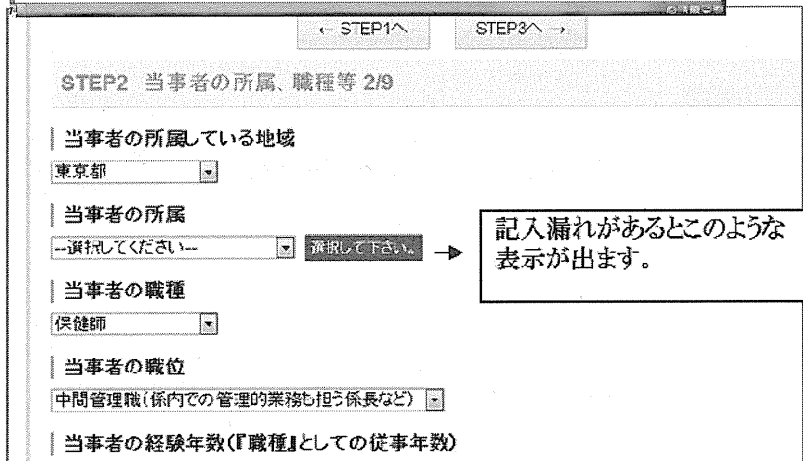 ← STEP1へ
STEP3へ →
STEP2 当事者の所属、職種等 2/9
当事者の所属している地域
東京都
当事者の所属
--選択してください-- 選択して下さい。
記入漏れがあるとこのような
表示が出ます。
当事者の職種
保健師
当事者の職位
中間管理職(係内での管理的業務も担う係長など)
当事者の経験年数(『職種』としての従事年数)